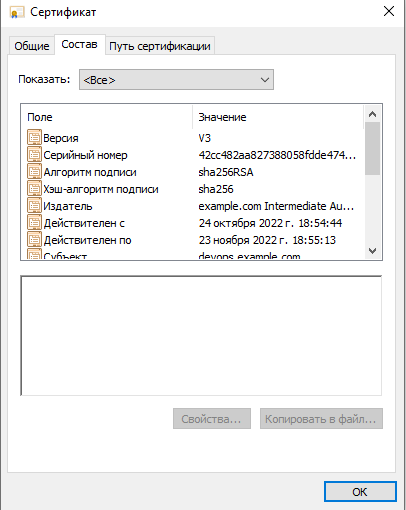 Сертификат
Общие Состав Путь сертификации
Показать: <Все>
Поле Значение
Версия V3
Серийный номер 42cc482aa827388058fdde474...
Алгоритм подписи sha256RSA
Хэш-алгоритм подписи sha256
Издатель example.com Intermediate Au...
Действителен с 24 октября 2022 г. 18:54:44
Действителен по 23 ноября 2022 г. 18:55:13
Субъект devops.example.com
Свойства... Копировать в файл...
ОК